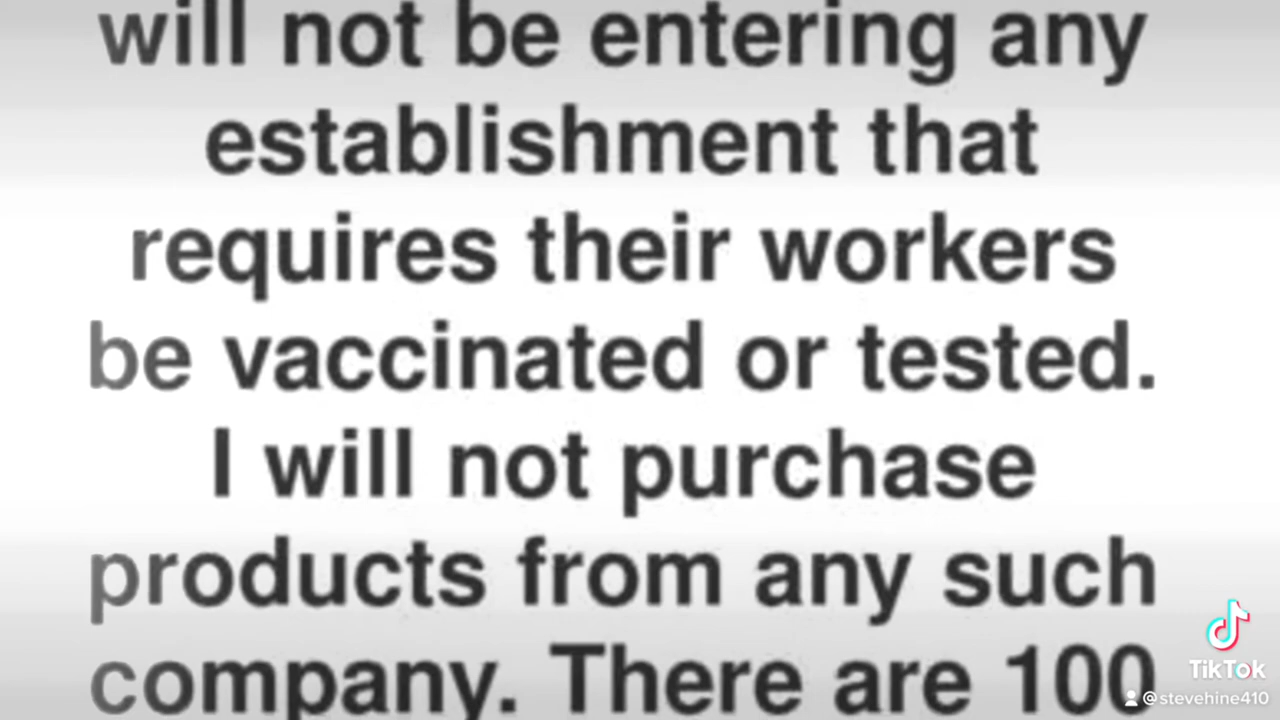 will not be entering any
establishment that
requires their workers
be vaccinated or tested.
I will not purchase
products from any such
company. There are 100
TikTok
@stevehine410